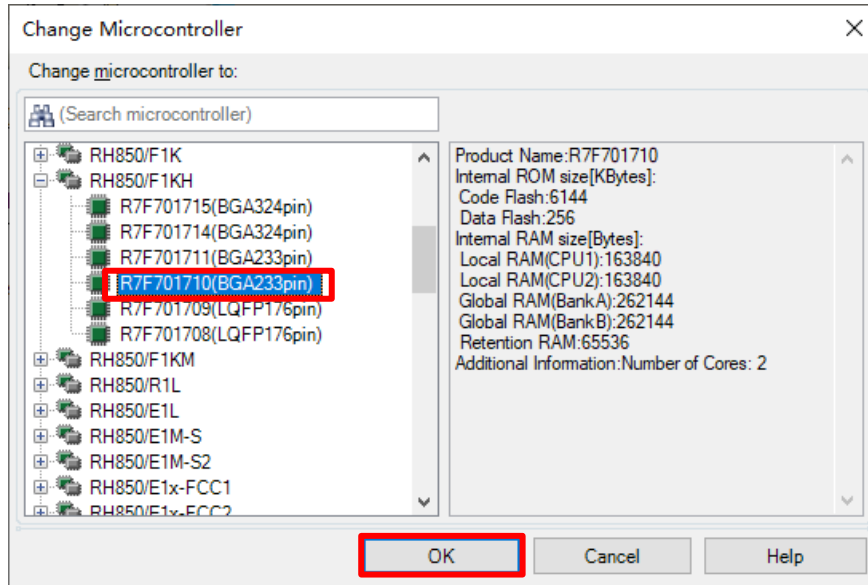 Change Microcontroller
Change microcontroller to:
(Search microcontroller)
RH850/F1K
RH850/F1KH
R7F701715(BGA324pin)
R7F701714(BGA324pin)
R7F701711(BGA233pin)
R7F701710(BGA233pin)
R7F701709(LQFP176pin)
R7F701708(LQFP176pin)
RH850/F1KM
RH850/R1L
RH850/E1L
RH850/E1M-S
RH850/E1M-S2
RH850/E1x-FCC1
RH850/E1x-FCC2
Product Name:R7F701710
Internal ROM size[KBytes]:
Code Flash:6144
Data Flash:256
Internal RAM size[Bytes]:
Local RAM(CPU1):163840
Local RAM(CPU2):163840
Global RAM(BankA):262144
Global RAM(BankB):262144
Retention RAM:65536
Additional Information:Number of Cores: 2
OK
Cancel
Help